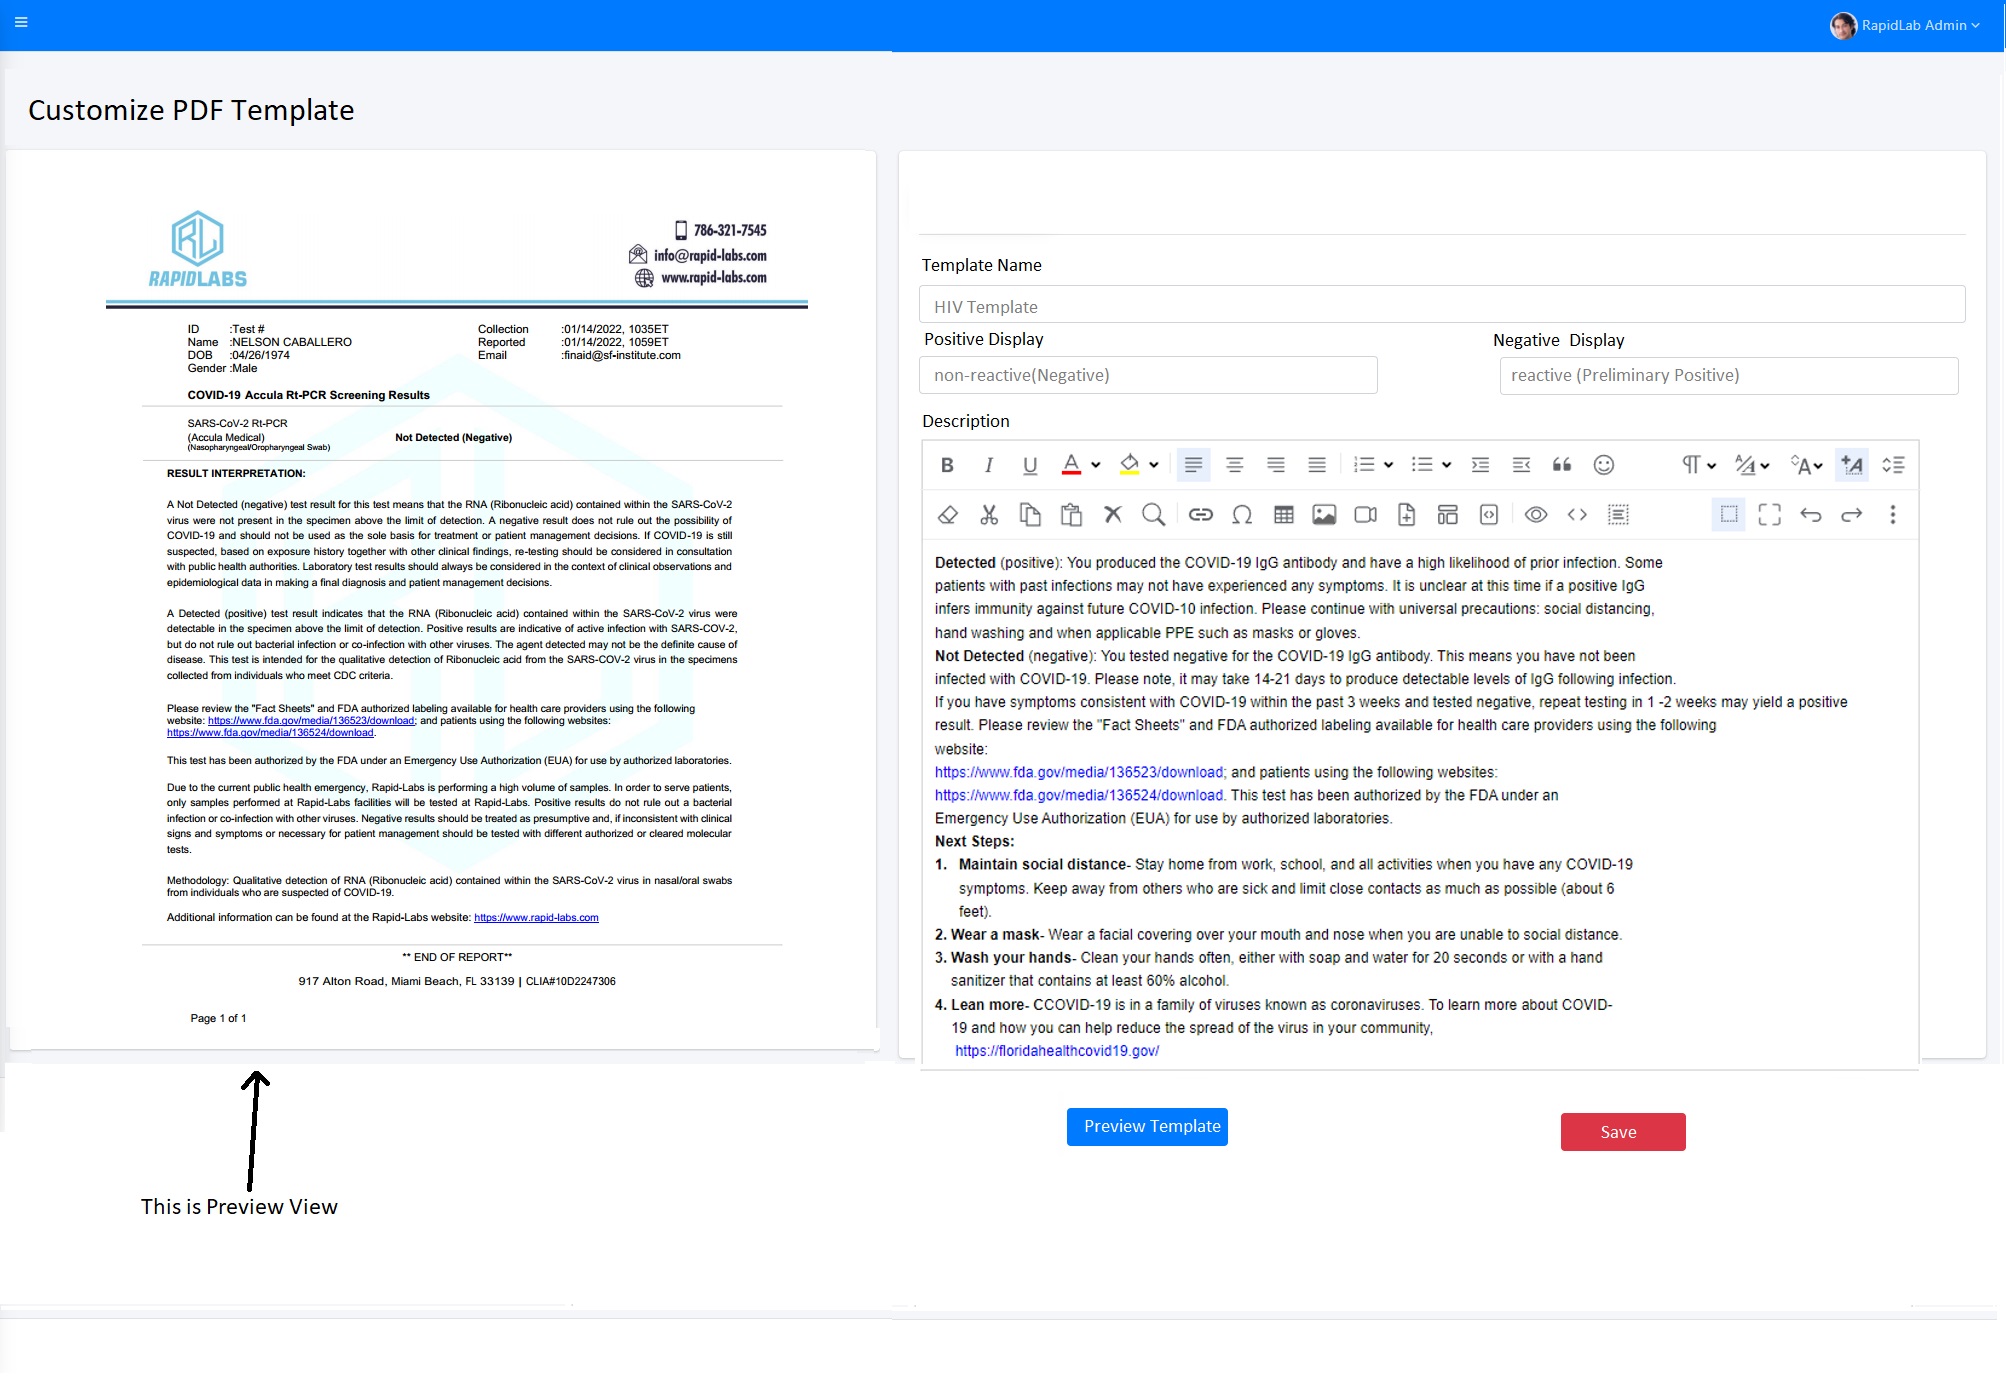 RapidLab Admin
Customize PDF Template
RAPIDLABS
786-321-7545
info@rapid-labs.com
www.rapid-labs.com
ID :Test #
Name :NELSON CABALLERO
DOB :04/26/1974
Gender :Male
Collection :01/14/2022, 1035ET
Reported :01/14/2022, 1059ET
Email :finaid@sf-institute.com
COVID-19 Accula Rt-PCR Screening Results
SARS-CoV-2 Rt-PCR
(Accula Medical) Not Detected (Negative)
(Nasopharyngeal/Oropharyngeal Swab)
RESULT INTERPRETATION:
A Not Detected (negative) test result for this test means that the RNA (Ribonucleic acid) contained within the SARS-CoV-2
virus were not present in the specimen above the limit of detection. A negative result does not rule out the possibility of
COVID-19 and should not be used as the sole basis for treatment or patient management decisions. If COVID-19 is still
suspected, based on exposure history together with other clinical findings, re-testing should be considered in consultation
with public health authorities. Laboratory test results should always be considered in the context of clinical observations and
epidemiological data in making a final diagnosis and patient management decisions.
A Detected (positive) test result indicates that the RNA (Ribonucleic acid) contained within the SARS-CoV-2 virus were
detectable in the specimen above the limit of detection. Positive results are indicative of active infection with SARS-COV-2,
but do not rule out bacterial infection or co-infection with other viruses. The agent detected may not be the definite cause of
disease. This test is intended for the qualitative detection of Ribonucleic acid from the SARS-COV-2 virus in the specimens
collected from individuals who meet CDC criteria.
Please review the "Fact Sheets" and FDA authorized labeling available for health care providers using the following
website: https://www.fda.gov/media/136523/download; and patients using the following websites:
https://www.fda.gov/media/136524/download.
This test has been authorized by the FDA under an Emergency Use Authorization (EUA) for use by authorized laboratories.
Due to the current public health emergency, Rapid-Labs is performing a high volume of samples. In order to serve patients,
only samples performed at Rapid-Labs facilities will be tested at Rapid-Labs. Positive results do not rule out a bacterial
infection or co-infection with other viruses. Negative results should be treated as presumptive and, if inconsistent with clinical
signs and symptoms or necessary for patient management should be tested with different authorized or cleared molecular
tests.
Methodology: Qualitative detection of RNA (Ribonucleic acid) contained within the SARS-CoV-2 virus in nasal/oral swabs
from individuals who are suspected of COVID-19.
Additional information can be found at the Rapid-Labs website: https://www.rapid-labs.com
** END OF REPORT**
917 Alton Road, Miami Beach, FL 33139 | CLIA#10D2247306
Page 1 of 1
This is Preview View
Template Name
HIV Template
Positive Display
Negative Display
non-reactive(Negative)
reactive (Preliminary Positive)
Description
Detected (positive): You produced the COVID-19 IgG antibody and have a high likelihood of prior infection. Some
patients with past infections may not have experienced any symptoms. It is unclear at this time if a positive IgG
infers immunity against future COVID-10 infection. Please continue with universal precautions: social distancing,
hand washing and when applicable PPE such as masks or gloves.
Not Detected (negative): You tested negative for the COVID-19 IgG antibody. This means you have not been
infected with COVID-19. Please note, it may take 14-21 days to produce detectable levels of IgG following infection.
If you have symptoms consistent with COVID-19 within the past 3 weeks and tested negative, repeat testing in 1 -2 weeks may yield a positive
result. Please review the "Fact Sheets" and FDA authorized labeling available for health care providers using the following
website:
https://www.fda.gov/media/136523/download; and patients using the following websites:
https://www.fda.gov/media/136524/download. This test has been authorized by the FDA under an
Emergency Use Authorization (EUA) for use by authorized laboratories.
Next Steps:
1. Maintain social distance- Stay home from work, school, and all activities when you have any COVID-19
symptoms. Keep away from others who are sick and limit close contacts as much as possible (about 6
feet).
2. Wear a mask- Wear a facial covering over your mouth and nose when you are unable to social distance.
3. Wash your hands- Clean your hands often, either with soap and water for 20 seconds or with a hand
sanitizer that contains at least 60% alcohol.
4. Lean more- CCOVID-19 is in a family of viruses known as coronaviruses. To learn more about COVID-
19 and how you can help reduce the spread of the virus in your community,
https://floridahealthcovid19.gov/
Preview Template
Save